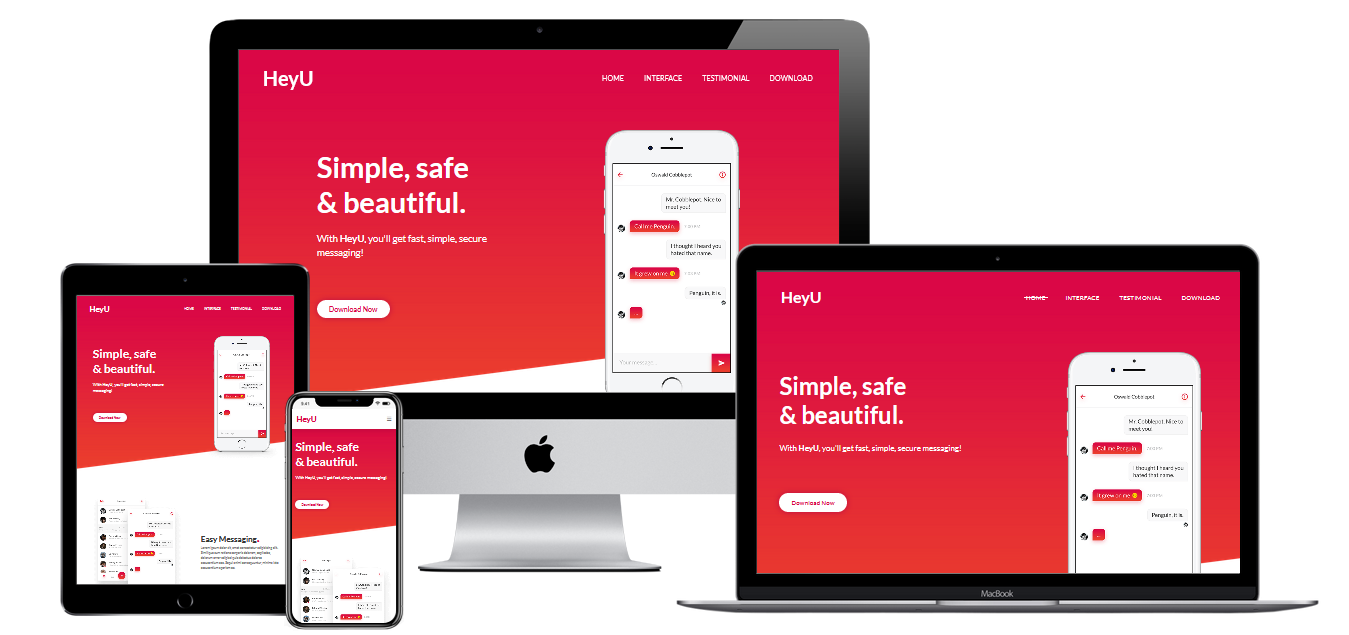 HeyU
HOME INTERFACE TESTIMONIAL DOWNLOAD
Simple, safe
& beautiful.
With HeyU, you'll get fast, simple, secure
messaging!
Download Now
Oswald Cobblepot
Mr. Cobblepot. Nice to
meet you!
Call me Penguin.
I thought I heard you
hated that name.
It grew on me
Penguin, it is.
...
Your message...
HeyU
HOME INTERFACE TESTIMONIAL DOWNLOAD
Simple, safe
& beautiful.
With HeyU, you'll get fast, simple, secure messaging!
Download Now
Oswald Cobblepot
Mr. Cobblepot. Nice to
meet you!
Call me Penguin.
I thought I heard you
hated that name.
It grew on me
Penguin, it is.
...
MacBook
HeyU
HOME INTERFACE TESTIMONIAL DOWNLOAD
Simple, safe
& beautiful.
With HeyU, you'll get fast, simple, secure
messaging!
Download Now
Easy Messaging.
9:41
HeyU
Simple, safe
& beautiful.
With HeyU, you'll get fast, simple, secure messaging!
Download Now